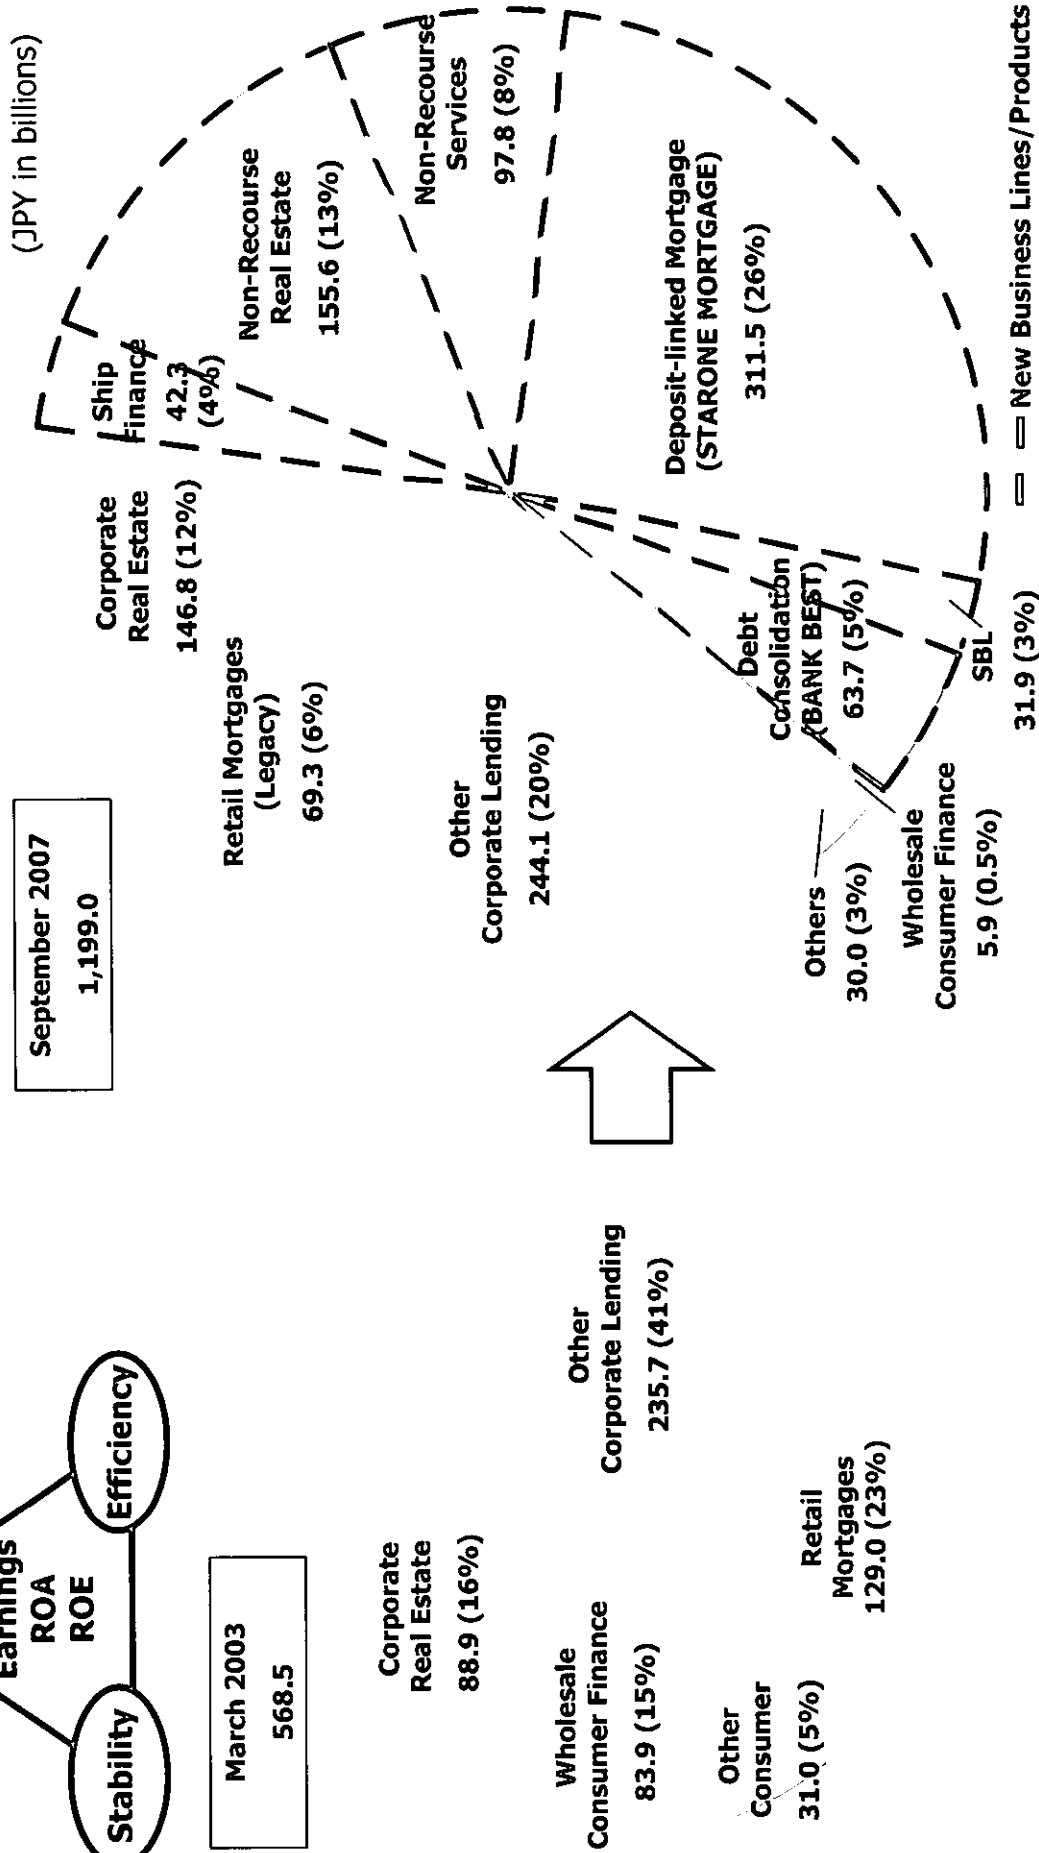 (JPY in billions)
Earnings
ROA
ROE
Stability
Efficiency
March 2003
568.5
Corporate
Real Estate
88.9 (16%)
Wholesale
Consumer Finance
83.9 (15%)
Other
Consumer
31.0 (5%)
Retail
Mortgages
129.0 (23%)
Other
Corporate Lending
235.7 (41%)
September 2007
1,199.0
Corporate
Real Estate
146.8 (12%)
Retail Mortgages
(Legacy)
69.3 (6%)
Other
Corporate Lending
244.1 (20%)
Others
30.0 (3%)
Wholesale
Consumer Finance
5.9 (0.5%)
Debt
Consolidation
(BANK BEST)
63.7 (5%)
SBL
31.9 (3%)
Deposit-linked Mortgage
(STARONE MORTGAGE)
311.5 (26%)
Non-Recourse
Services
97.8 (8%)
Non-Recourse
Real Estate
155.6 (13%)
Ship
Finance
42.3
(4%)
New Business Lines/Products